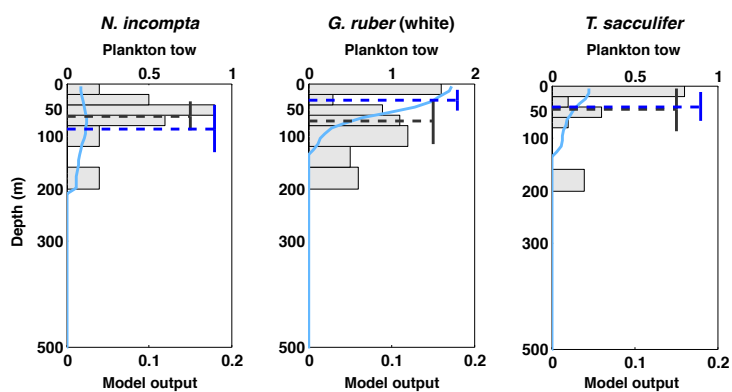 N. incompta
G. ruber (white)
T. sacculifer
Plankton tow
Plankton tow
Plankton tow
0 0.5 1
0 1 2
0 0.5 1
0
50
100
200
300
500
Depth (m)
0 0.1 0.2
Model output
0
50
100
200
300
500
0 0.1 0.2
Model output
0
50
100
200
300
500
0 0.1 0.2
Model output